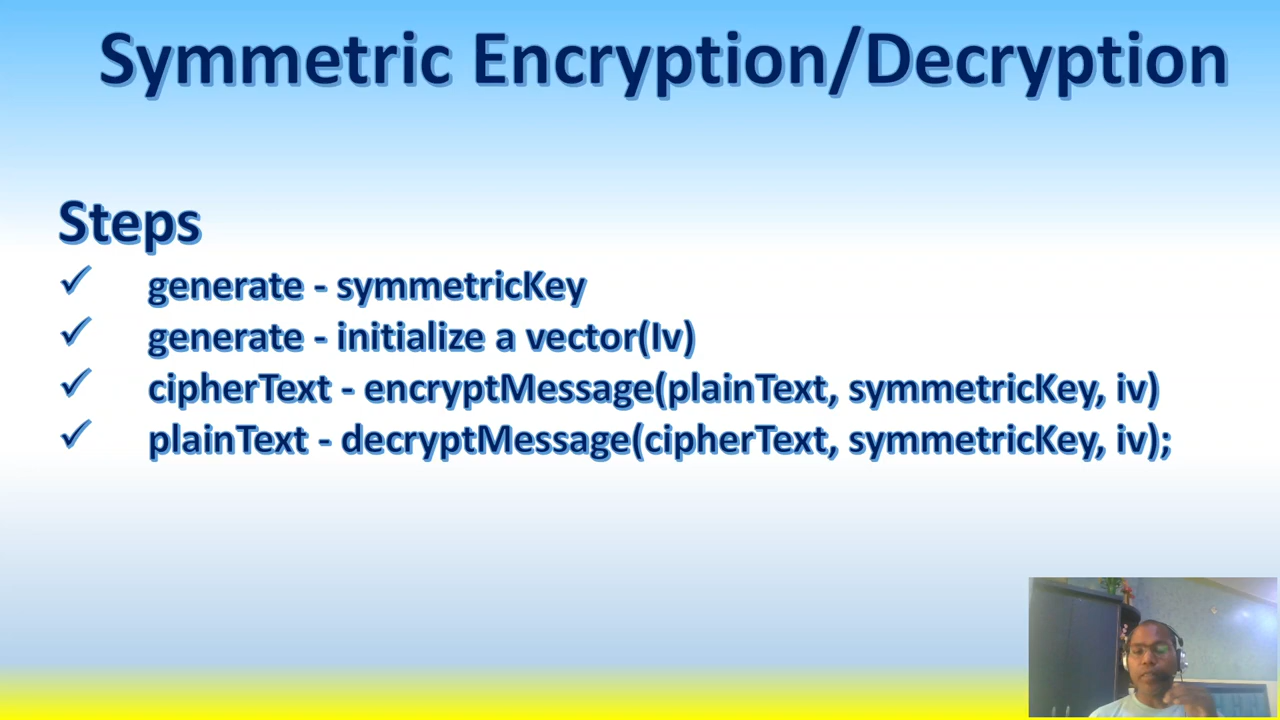 Symmetric Encryption/Decryption
Steps
✓ generate - symmetricKey
✓ generate - initialize a vector(Iv)
✓ cipherText - encryptMessage(plainText, symmetricKey, iv)
✓ plainText - decryptMessage(cipherText, symmetricKey, iv);